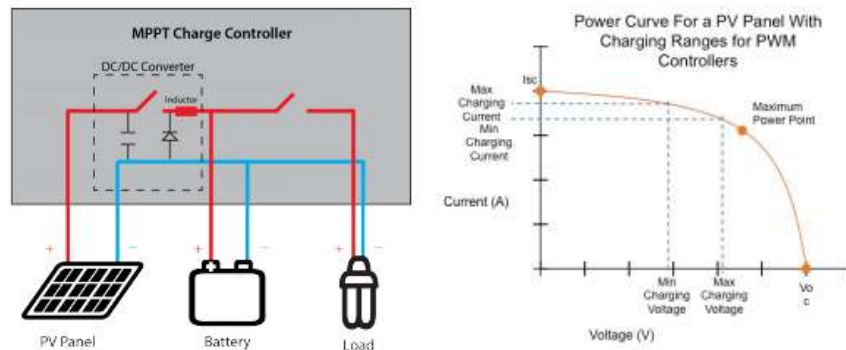 MPPT Charge Controller
DC/DC Converter
Inductor
+
−
+
−
+
−
PV Panel
Battery
Load
Power Curve For a PV Panel With
Charging Ranges for PWM
Controllers
Isc
Max
Charging
Current
Min
Charging
Current
Maximum
Power Point
Current (A)
Min
Charging
Voltage
Max
Charging
Voltage
Vo
c
Voltage (V)